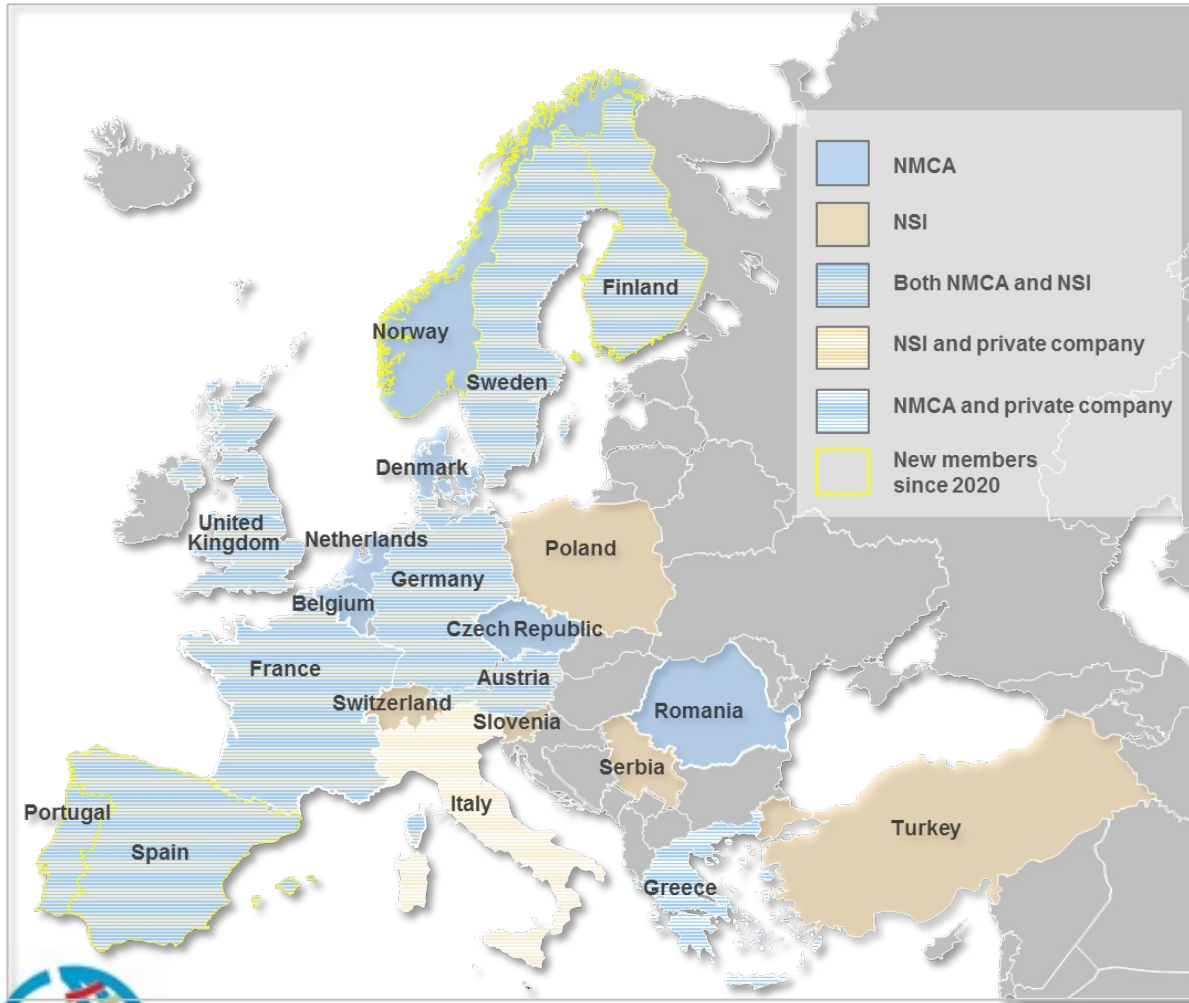 NMCA
NSI
Both NMCA and NSI
NSI and private company
NMCA and private company
New members
since 2020
Finland
Norway
Sweden
Denmark
United
Kingdom
Netherlands
Poland
Germany
Belgium
Czech Republic
France
Austria
Switzerland
Slovenia
Romania
Serbia
Italy
Portugal
Spain
Turkey
Greece